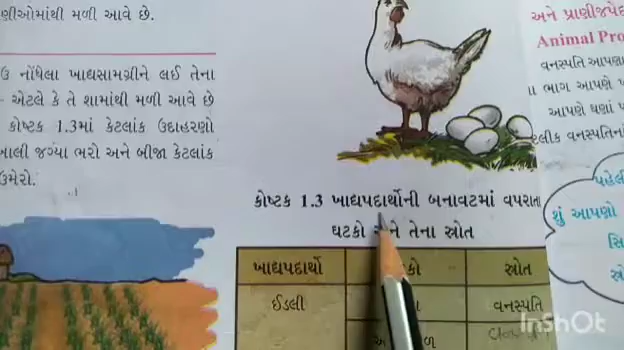 ણીઓમાંથી મળી આવે છે.
નોંધેલા ખાદ્યસામગ્રીને લઈ તેના
- એટલે કે તે શામાંથી મળી આવે છે
કોષ્ટક 1.3માં કેટલાંક ઉદાહરણો
ખાલી જગ્યા ભરો અને બીજા કેટલાંક
ઉમેરો.
કોષ્ટક 1.3 ખાદ્યપદાર્થોની બનાવટમાં વપરાતા
ઘટકો અને તેના સ્રોત
ખાદ્યપદાર્થો
સ્રોત
ઈડલી
વનસ્પતિ
અને પ્રાણીજપેદ
Animal Pro
વનસ્પતિ આપણા
ભાગ આપણે
આપણે ઘણાં
વનસ્પતિના
પહેલી
શું આપણો
InShOt